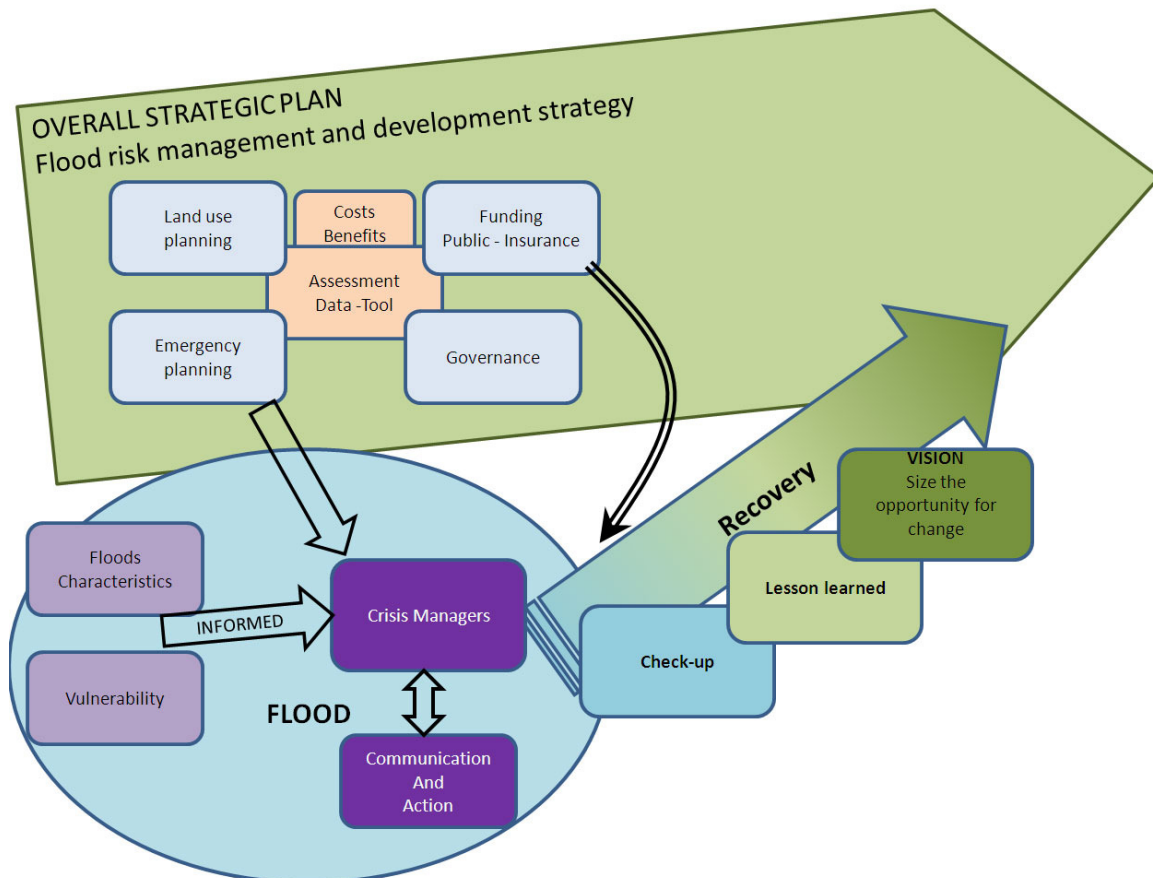 OVERALL STRATEGIC PLAN
Flood risk management and development strategy
Land use
planning
Costs
Benefits
Funding
Public - Insurance
Assessment
Data -Tool
Emergency
planning
Governance
Floods
Characteristics
INFORMED
Vulnerability
Crisis Managers
FLOOD
Communication
And
Action
Recovery
Check-up
Lesson learned
VISION
Size the
opportunity for
change